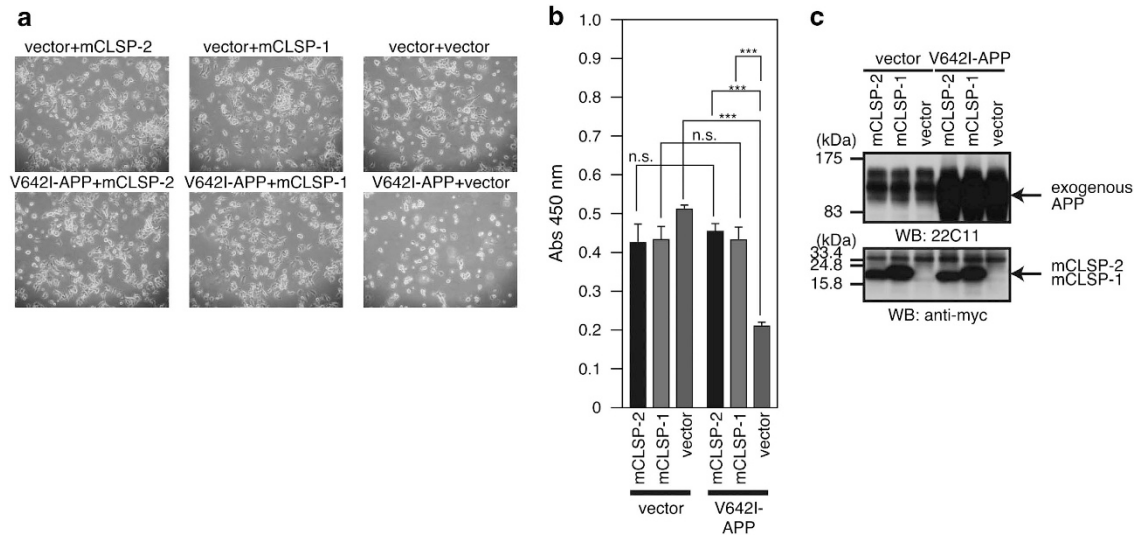 a
vector+mCLSP-2
vector+mCLSP-1
vector+vector
V642I-APP+mCLSP-2
V642I-APP+mCLSP-1
V642I-APP+vector
b
1.0
0.9
0.8
0.7
0.6
0.5
0.4
0.3
0.2
0.1
0
Abs 450 nm
***
***
***
n.s.
n.s.
mCLSP-2
mCLSP-1
vector
mCLSP-2
mCLSP-1
vector
vector
V642I-
APP
c
vector V642I-APP
mCLSP-2
mCLSP-1
vector
mCLSP-2
mCLSP-1
vector
(kDa)
175
83
exogenous
APP
WB: 22C11
(kDa)
33.4
24.8
15.8
mCLSP-2
mCLSP-1
WB: anti-myc